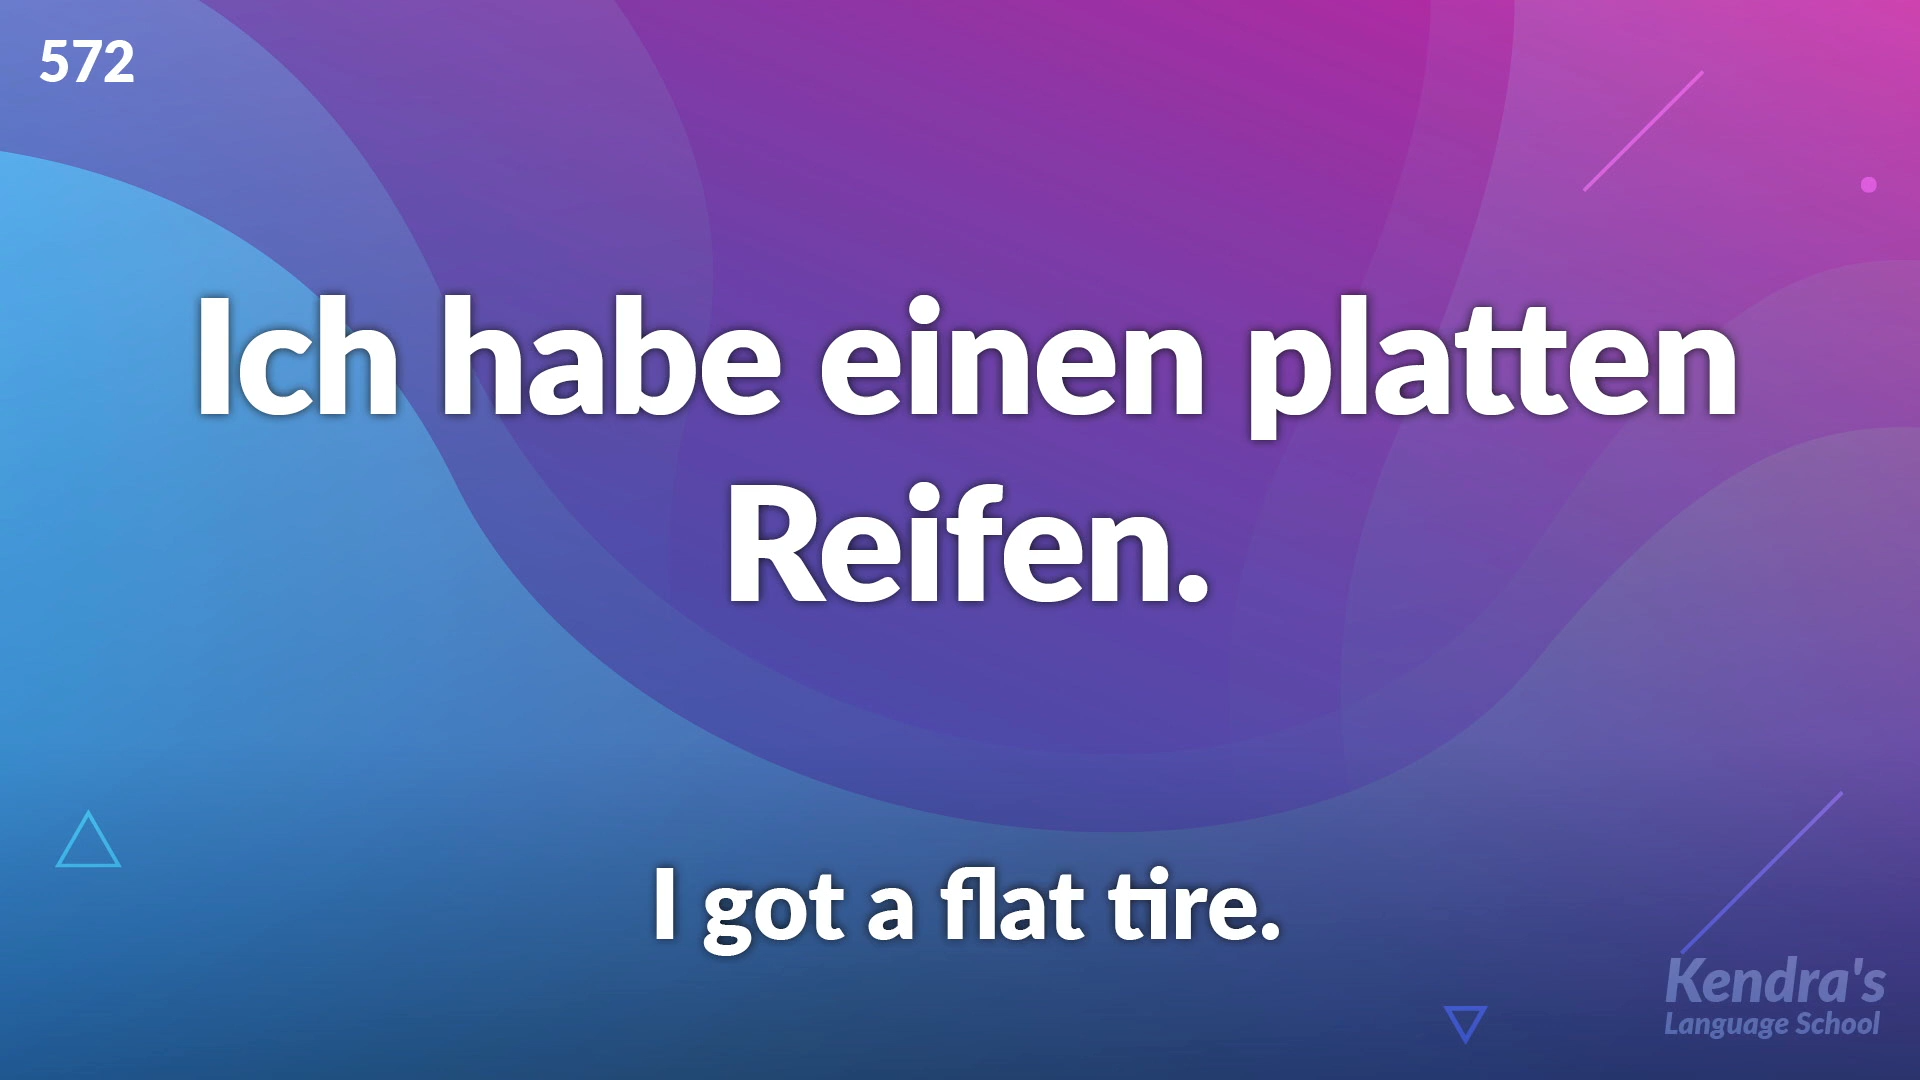 572
Ich habe einen platten
Reifen.
I got a flat tire.
Kendra's
Language School